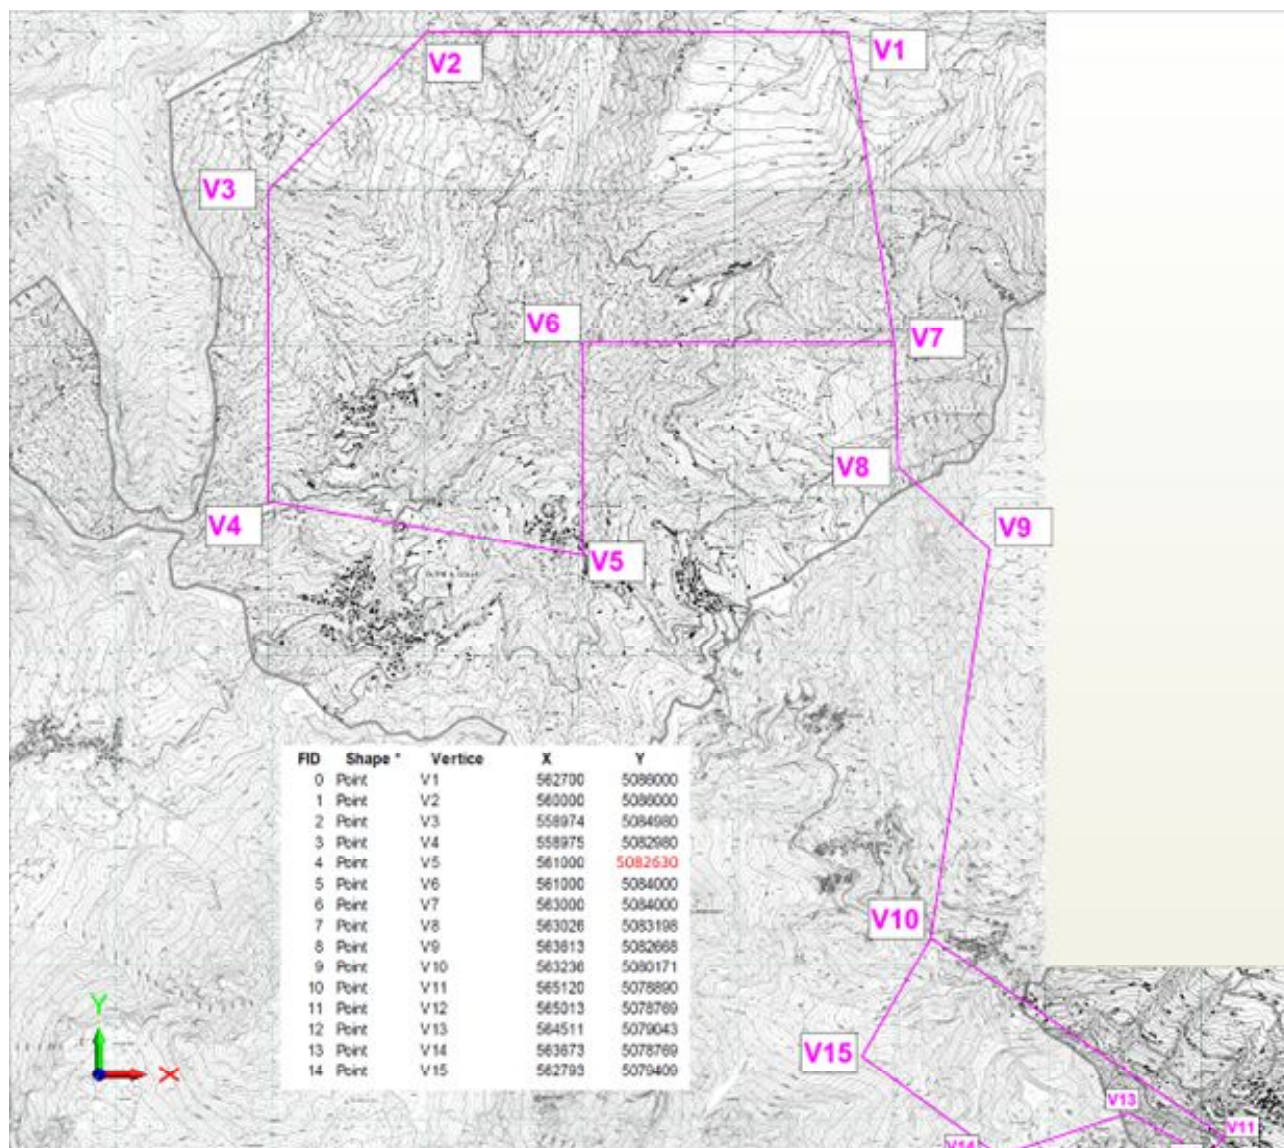 V2
V1
V3
V6
V7
V8
V4
V9
V5
FID Shape * Vertice X Y
0 Point V1 562700 5086000
1 Point V2 560000 5086000
2 Point V3 558974 5084980
3 Point V4 558975 5082980
4 Point V5 561000 5082630
5 Point V6 561000 5084000
6 Point V7 563000 5084000
7 Point V8 563026 5083198
8 Point V9 563613 5082668
9 Point V10 563236 5080171
10 Point V11 565120 5078890
11 Point V12 565013 5078769
12 Point V13 564511 5079043
13 Point V14 563673 5078769
14 Point V15 562793 5079409
V10
Y
X
V15
V13
V11
V14